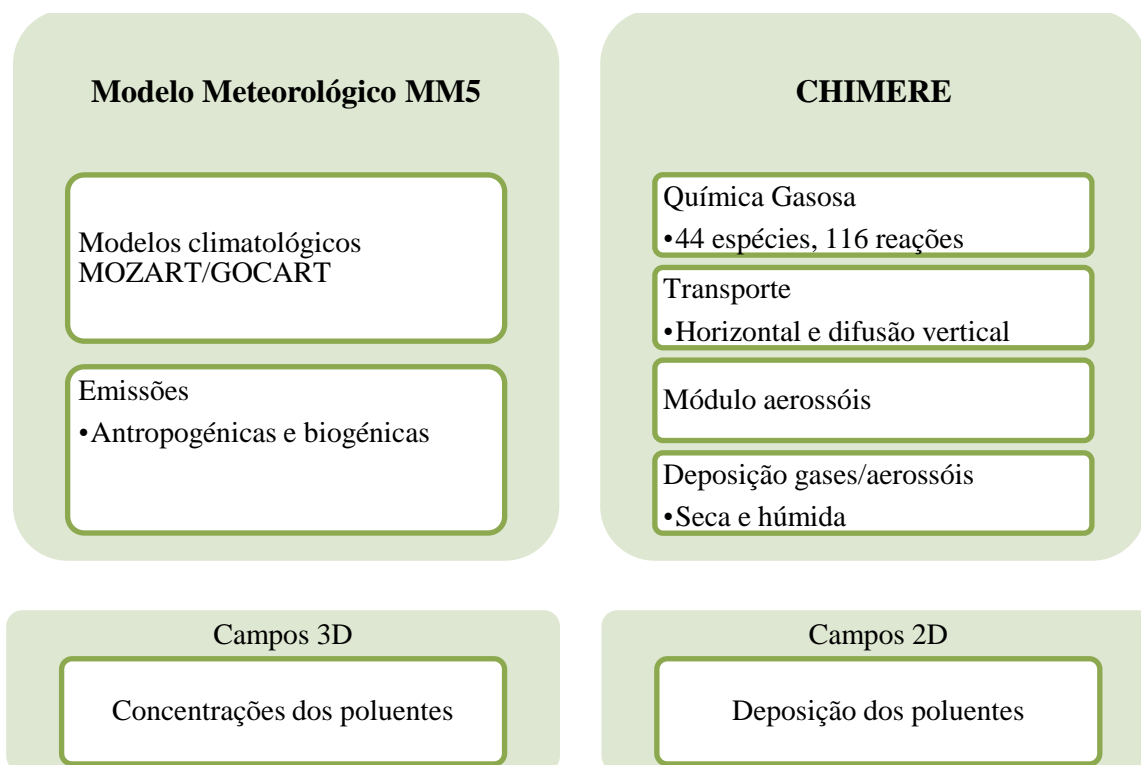 Modelo Meteorológico MM5
Modelos climatológicos
MOZART/GOCART
Emissões
•Antropogénicas e biogénicas
CHIMERE
Química Gasosa
•44 espécies, 116 reações
Transporte
•Horizontal e difusão vertical
Módulo aerossóis
Deposição gases/aerossóis
•Seca e húmida
Campos 3D
Concentrações dos poluentes
Campos 2D
Deposição dos poluentes